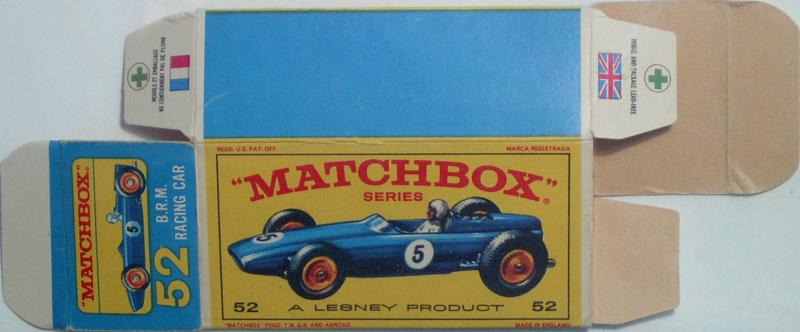 MODELE ET EMBALLAGE
NE CONTIENNENT PAS DE PLOMB
MODEL AND PACKAGE LEAD-FREE
"MATCHBOX"
5
B.R.M.
RACING CAR
52
REGD. U.S. PAT. OFF.
MARCA REGISTRADA
"MATCHBOX"®
SERIES
5
5
52
A LESNEY PRODUCT
52
"MATCHBOX" REGD. T.M. G.B. AND ABROAD
MADE IN ENGLAND